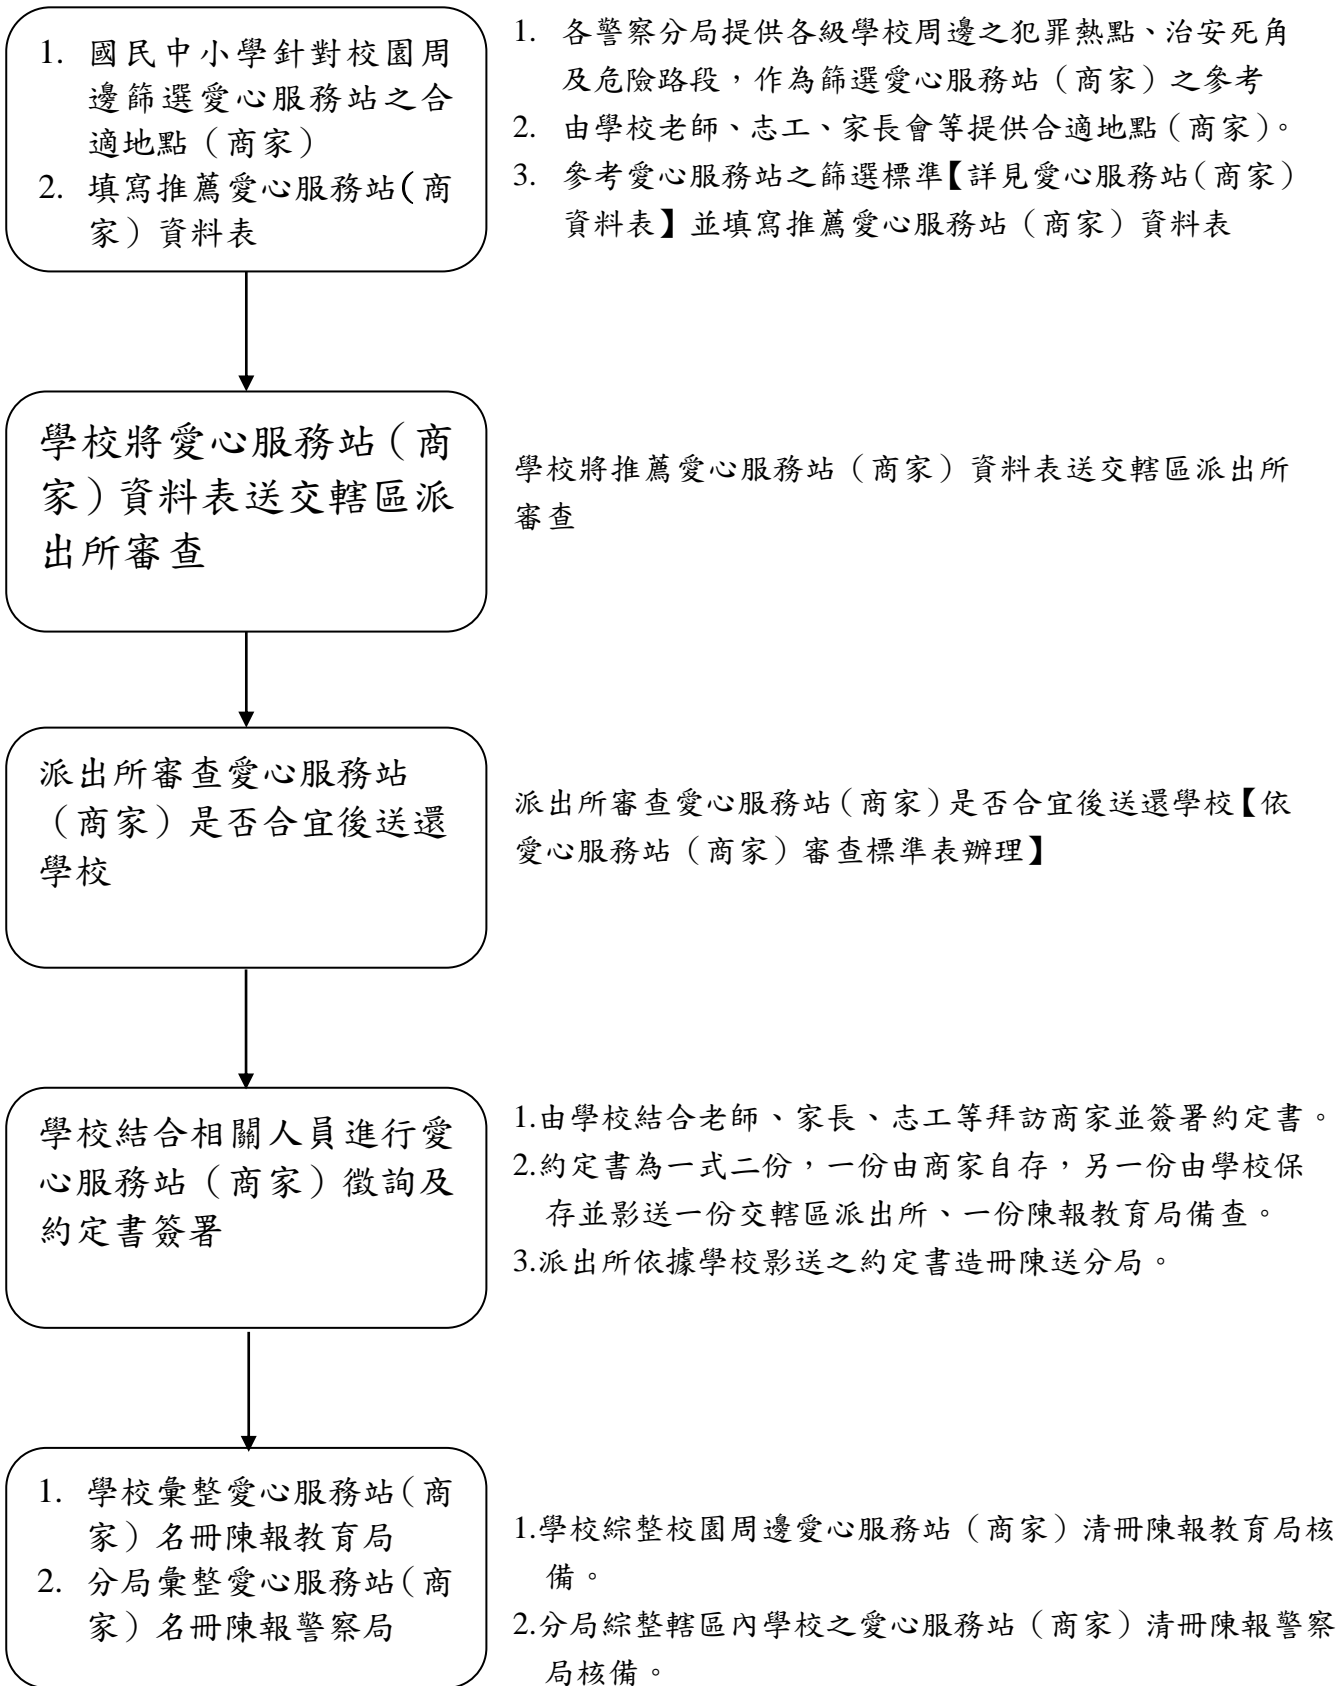 1. 國民中小學針對校園周
邊篩選愛心服務站之合
適地點（商家）
2. 填寫推薦愛心服務站(商
家）資料表
1. 各警察分局提供各級學校周邊之犯罪熱點、治安死角
及危險路段，作為篩選愛心服務站（商家）之參考
2. 由學校老師、志工、家長會等提供合適地點（商家）。
3. 參考愛心服務站之篩選標準【詳見愛心服務站（商家）
資料表】並填寫推薦愛心服務站（商家）資料表
學校將愛心服務站（商
家）資料表送交轄區派
出所審查
學校將推薦愛心服務站（商家）資料表送交轄區派出所
審查
派出所審查愛心服務站
（商家）是否合宜後送還
學校
派出所審查愛心服務站（商家）是否合宜後送還學校【依
愛心服務站（商家）審查標準表辦理】
學校結合相關人員進行愛
心服務站（商家）徵詢及
約定書簽署
1.由學校結合老師、家長、志工等拜訪商家並簽署約定書。
2.約定書為一式二份，一份由商家自存，另一份由學校保
存並影送一份交轄區派出所、一份陳報教育局備查。
3.派出所依據學校影送之約定書造冊陳送分局。
1. 學校彙整愛心服務站（商
家）名冊陳報教育局
2. 分局彙整愛心服務站（商
家）名冊陳報警察局
1.學校綜整校園周邊愛心服務站（商家）清冊陳報教育局核
備。
2.分局綜整轄區內學校之愛心服務站（商家）清冊陳報警察
局核備。